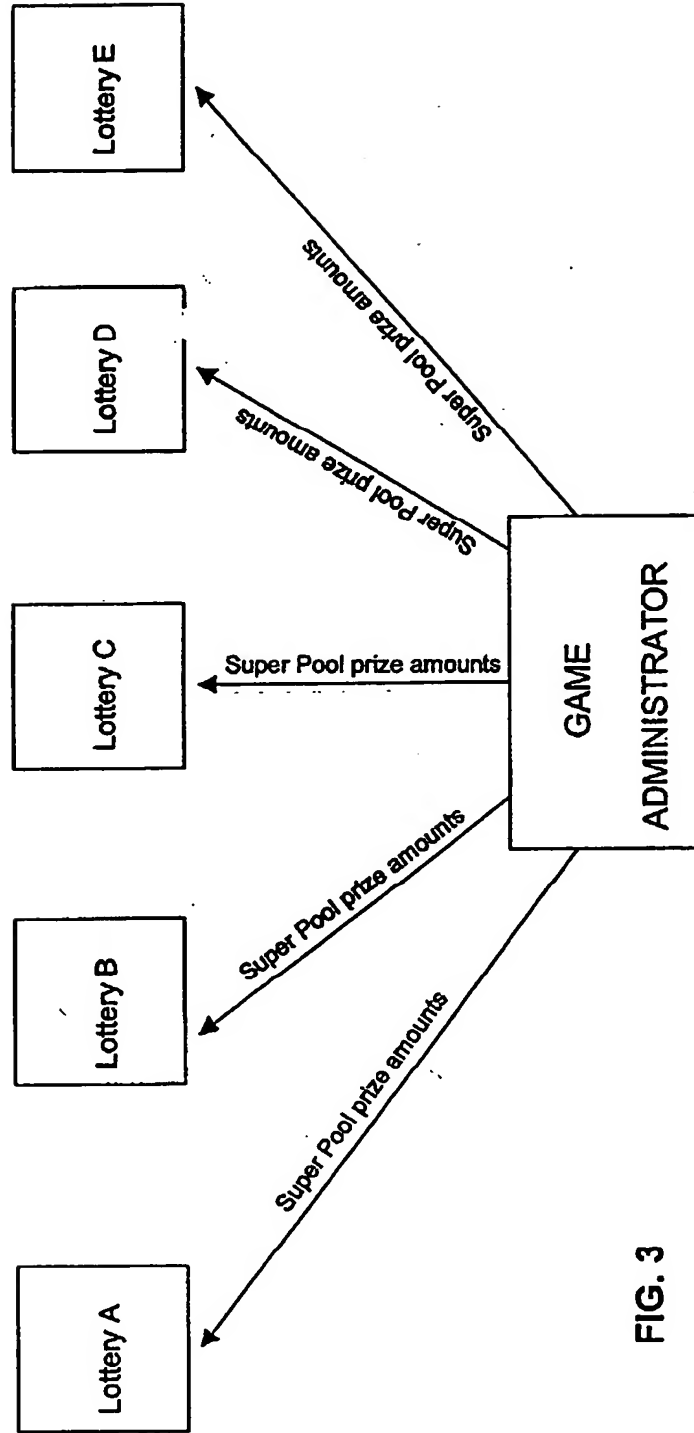 Lottery A
Lottery B
Lottery C
Lottery D
Lottery E
Super Pool prize amounts
Super Pool prize amounts
Super Pool prize amounts
Super Pool prize amounts
Super Pool prize amounts
GAME
ADMINISTRATOR
FIG. 3